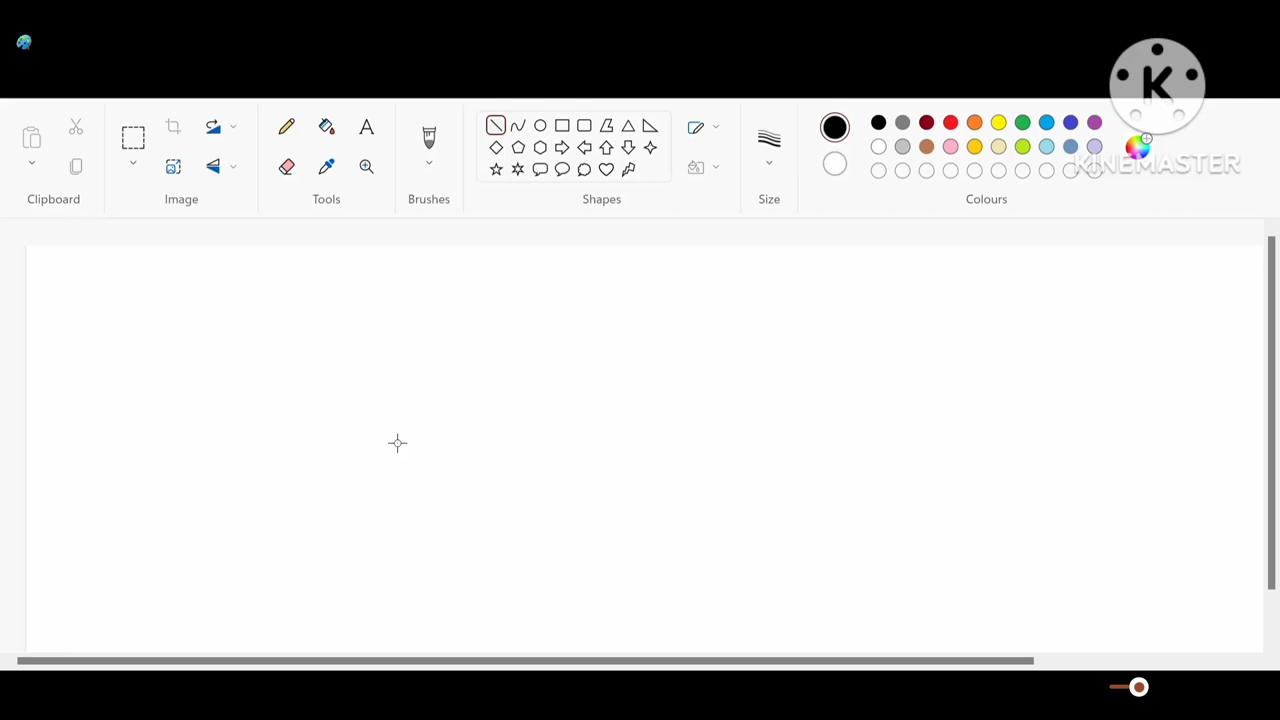 K
KINEMASTER
A
Clipboard
Image
Tools
Brushes
Shapes
Size
Colours